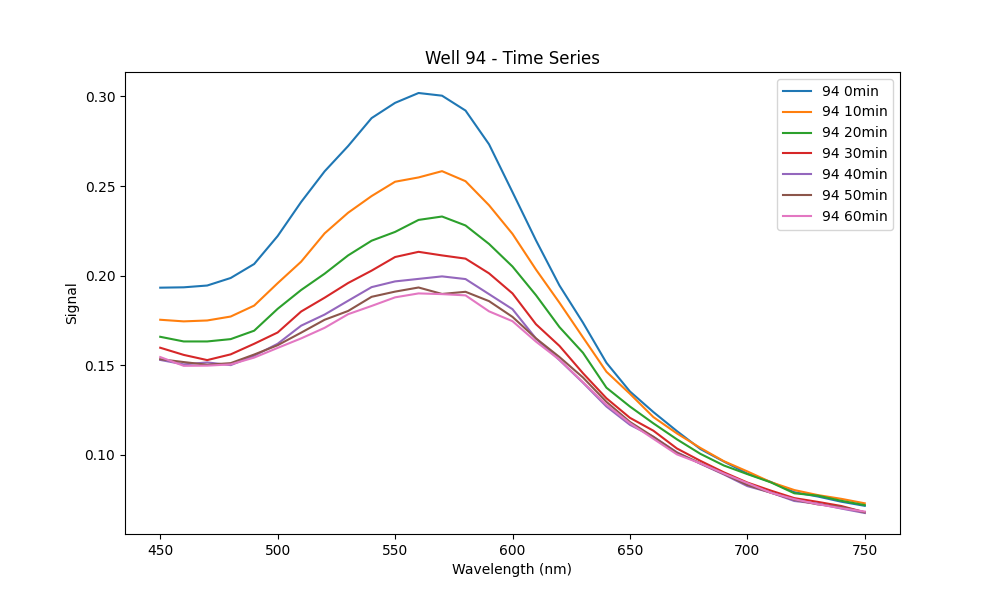 Well 94 - Time Series
0.30
0.25
0.20
0.15
0.10
Signal
450 500 550 600 650 700 750
Wavelength (nm)
94 0min
94 10min
94 20min
94 30min
94 40min
94 50min
94 60min